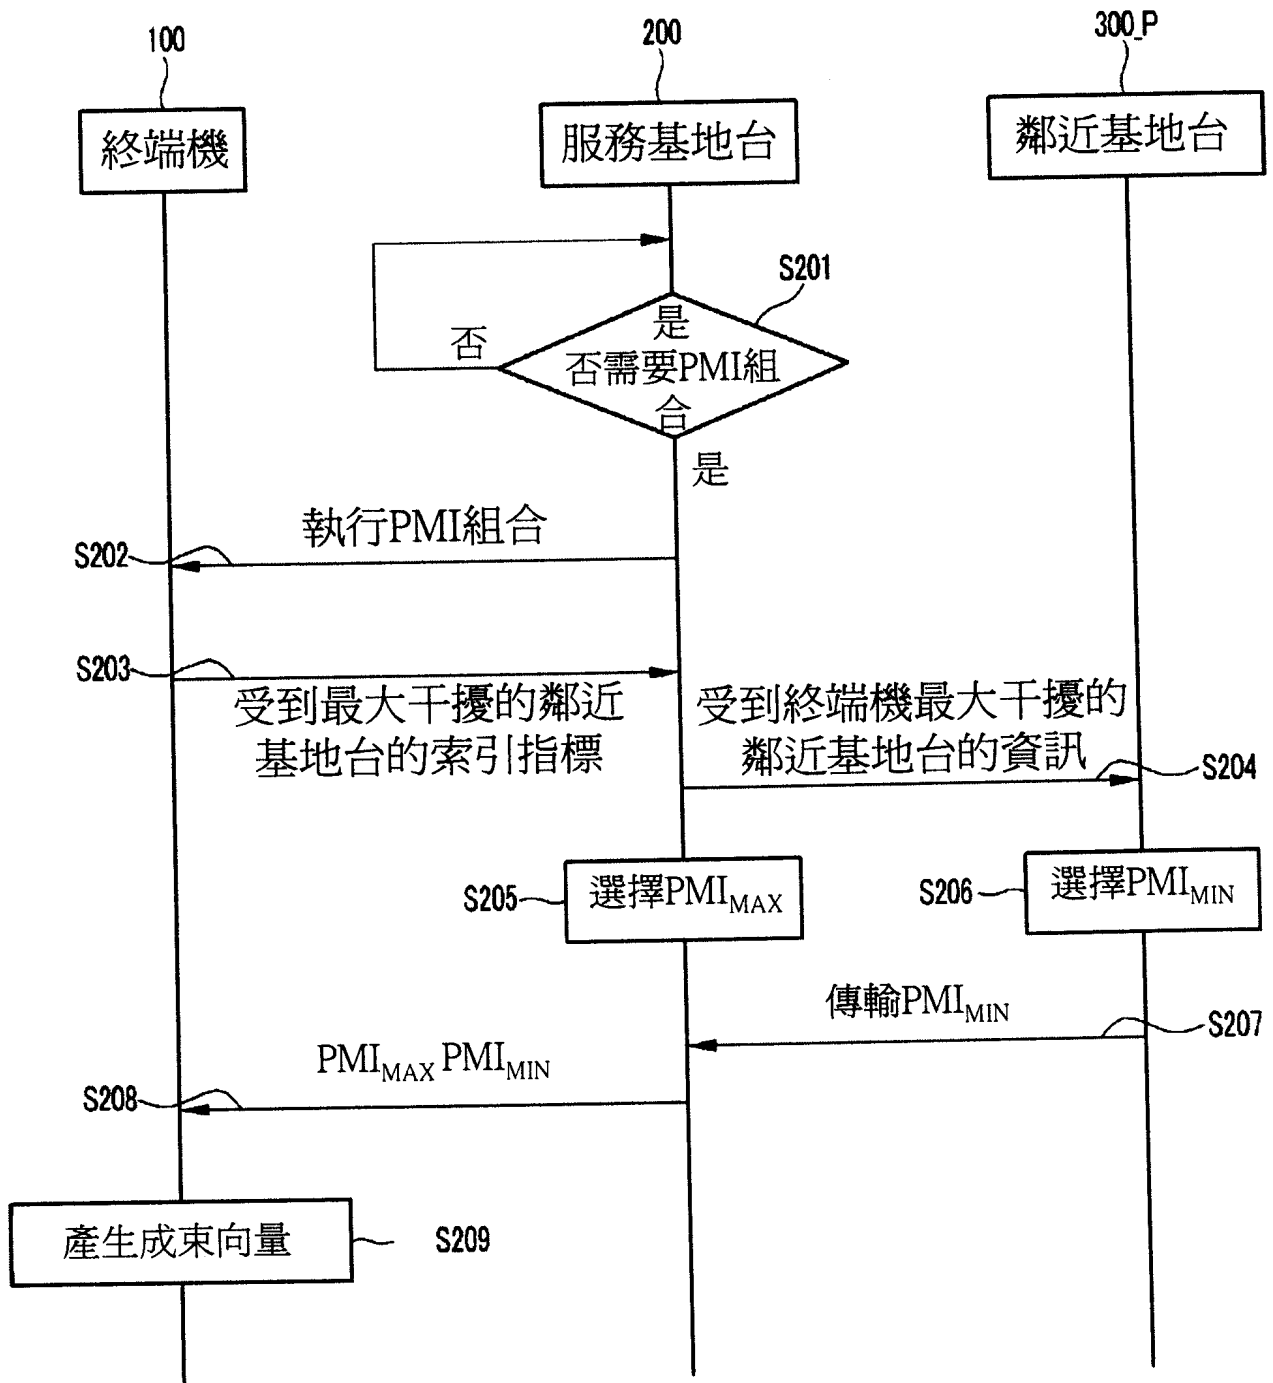 100
200
300_P
終端機
服務基地台
鄰近基地台
S201
否
是
否需要PMI組
合
是
執行PMI組合
S202
S203
受到最大干擾的鄰近
基地台的索引指標
受到終端機最大干擾的
鄰近基地台的資訊
S204
S205
選擇PMI_MAX
S206
選擇PMI_MIN
傳輸PMI_MIN
S207
PMI_MAX PMI_MIN
S208
產生成束向量
S209